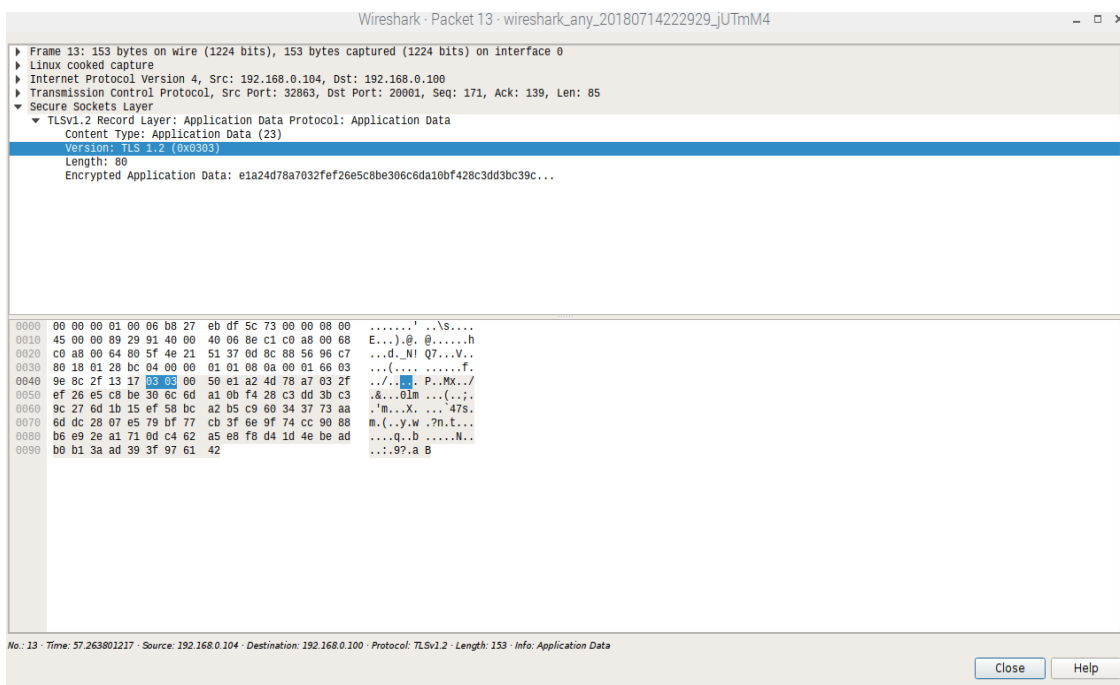 Wireshark · Packet 13 · wireshark_any_20180714222929_jUTmM4
Frame 13: 153 bytes on wire (1224 bits), 153 bytes captured (1224 bits) on interface 0
Linux cooked capture
Internet Protocol Version 4, Src: 192.168.0.104, Dst: 192.168.0.100
Transmission Control Protocol, Src Port: 32863, Dst Port: 20001, Seq: 171, Ack: 139, Len: 85
Secure Sockets Layer
TLSv1.2 Record Layer: Application Data Protocol: Application Data
Content Type: Application Data (23)
Version: TLS 1.2 (0x0303)
Length: 80
Encrypted Application Data: e1a24d78a7032fef26e5c8be306c6da10bf428c3dd3bc39c...
0000 00 00 00 01 00 06 b8 27 eb df 5c 73 00 00 08 00 .......' ..\s....
0010 45 00 00 89 29 91 40 00 40 06 8e c1 c0 a8 00 68 E...).@. @......h
0020 c0 a8 00 64 80 5f 4e 21 51 37 0d 8c 88 56 96 c7 ...d._N! Q7...V..
0030 80 18 01 28 bc 04 00 00 01 01 08 0a 00 01 66 03 ...(.... ......f.
0040 9e 8c 2f 13 17 03 03 00 50 e1 a2 4d 78 a7 03 2f ../..... P..Mx../
0050 ef 26 e5 c8 be 30 6c 6d a1 0b f4 28 c3 dd 3b c3 .&...0lm ...(..;.
0060 9c 27 6d 1b 15 ef 58 bc a2 b5 c9 60 34 37 73 aa .'m...X. ...`47s.
0070 6d dc 28 07 e5 79 bf 77 cb 3f 6e 9f 74 cc 90 88 m.(..y.w .?n.t...
0080 b6 e9 2e a1 71 0d c4 62 a5 e8 f8 d4 1d 4e be ad ....q..b .....N..
0090 b0 b1 3a ad 39 3f 97 61 42 ..:.9?.a B
No.: 13 · Time: 57.263801217 · Source: 192.168.0.104 · Destination: 192.168.0.100 · Protocol: TLSv1.2 · Length: 153 · Info: Application Data
Close Help